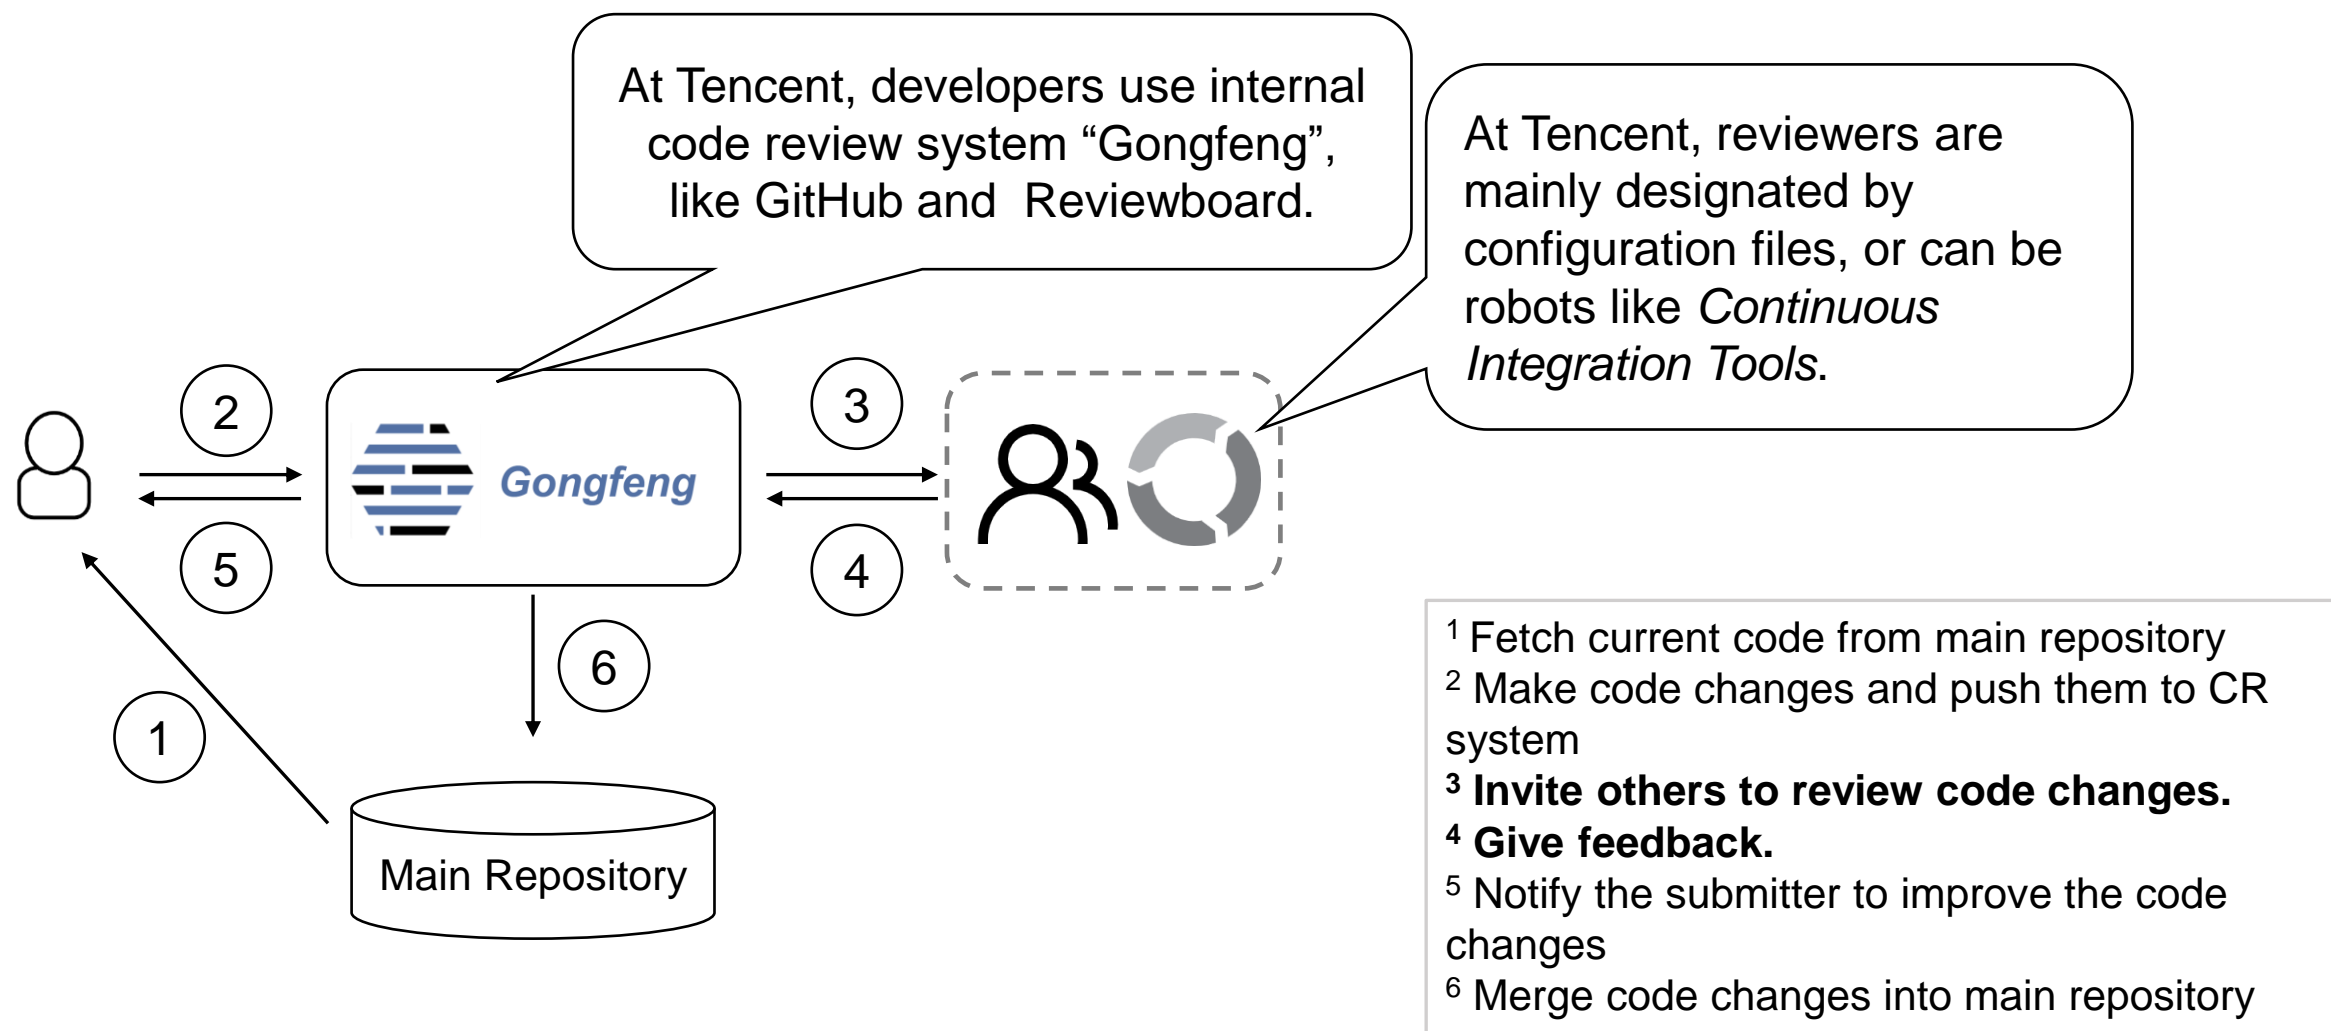 At Tencent, developers use internal
code review system “Gongfeng”,
like GitHub and  Reviewboard.
At Tencent, reviewers are
mainly designated by
configuration files, or can be
robots like Continuous
Integration Tools.
2
3
Gongfeng
5
4
6
1
Main Repository
1 Fetch current code from main repository
2 Make code changes and push them to CR
system
3 Invite others to review code changes.
4 Give feedback.
5 Notify the submitter to improve the code
changes
6 Merge code changes into main repository